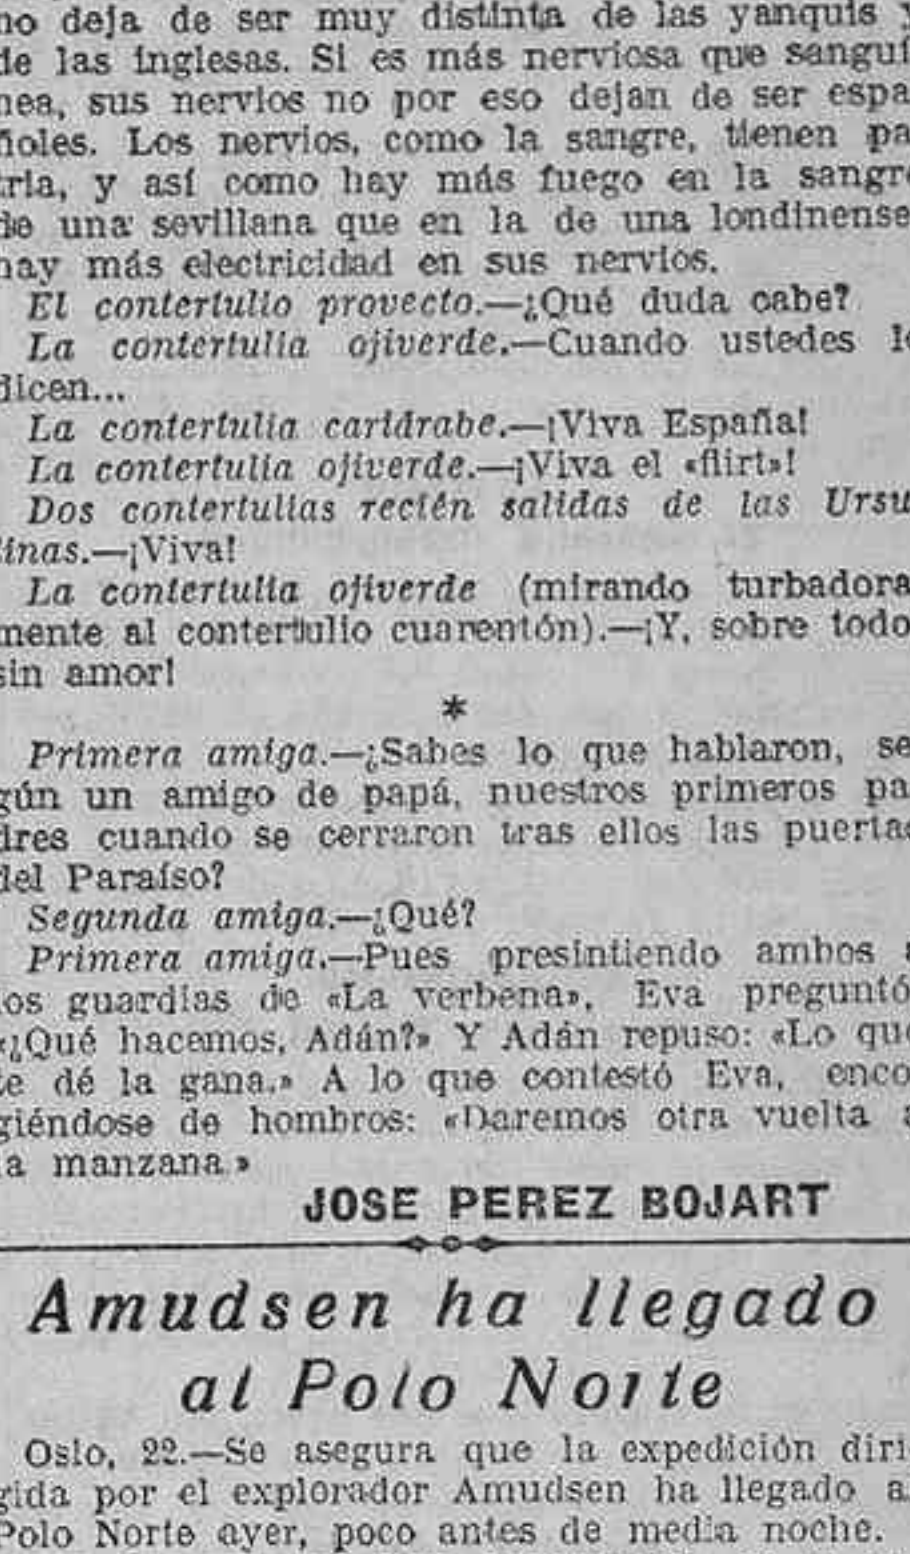 no deja de ser muy distinta de las yanquis y
de las inglesas. Si es más nerviosa que sanguí-
nea, sus nervios no por eso dejan de ser espa-
ñoles. Los nervios, como la sangre, tienen pa-
tria, y así como hay más fuego en la sangre
de una sevillana que en la de una londinense,
hay más electricidad en sus nervios.
El contertulio provecto.—¿Qué duda cabe?
La contertulia ojiverde.—Cuando ustedes lo
dicen...
La contertulia cariárabe.—¡Viva España!
La contertulia ojiverde.—¡Viva el «flirt»!
Dos contertulias recién salidas de las Ursu-
linas.—¡Viva!
La contertulia ojiverde (mirando turbadora-
mente al contertulio cuarentón).—¡Y, sobre todo,
sin amor!
*
Primera amiga.—¿Sabes lo que hablaron, se-
gún un amigo de papá, nuestros primeros pa-
dres cuando se cerraron tras ellos las puertas
del Paraíso?
Segunda amiga.—¿Qué?
Primera amiga.—Pues presintiendo ambos a
los guardias de «La verbena», Eva preguntó:
«¿Qué hacemos, Adán?» Y Adán repuso: «Lo que
te dé la gana.» A lo que contestó Eva, enco-
giéndose de hombros: «Daremos otra vuelta a
la manzana.»
JOSE PEREZ BOJART
Amudsen ha llegado
al Polo Norte
Oslo, 22.—Se asegura que la expedición diri-
gida por el explorador Amudsen ha llegado al
Polo Norte ayer, poco antes de media noche.